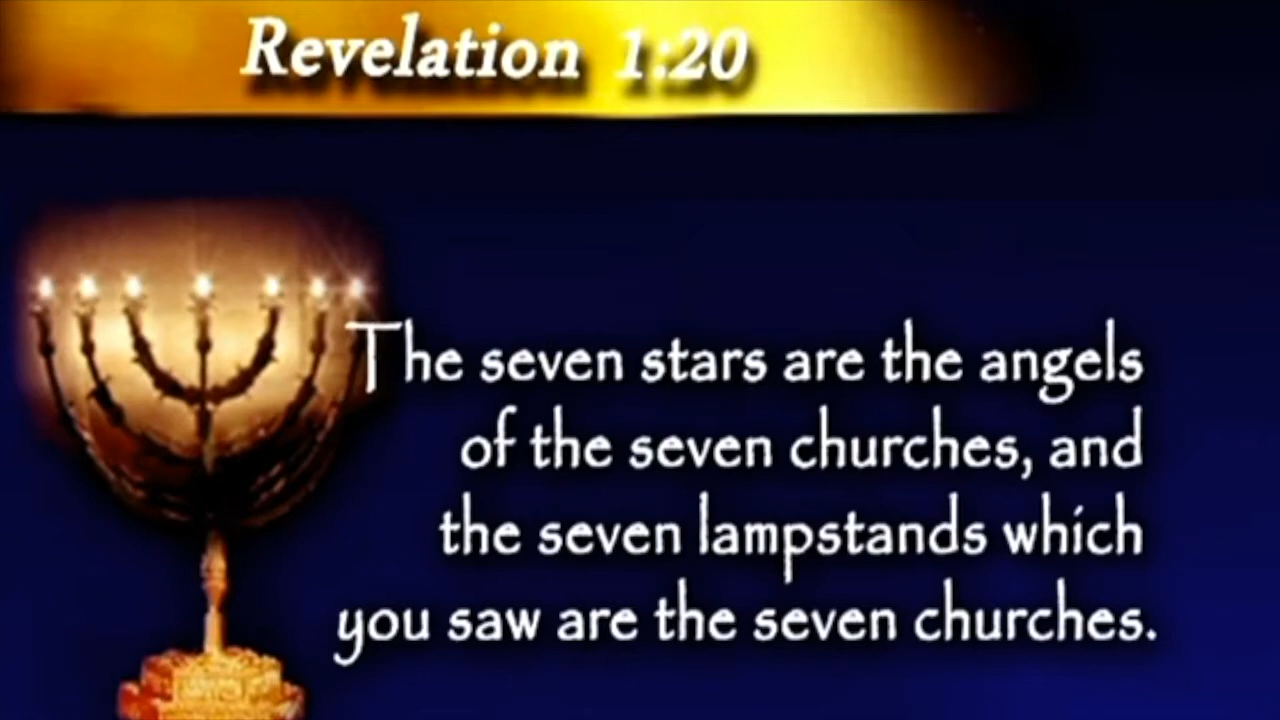 Revelation 1:20
The seven stars are the angels
of the seven churches, and
the seven lampstands which
you saw are the seven churches.